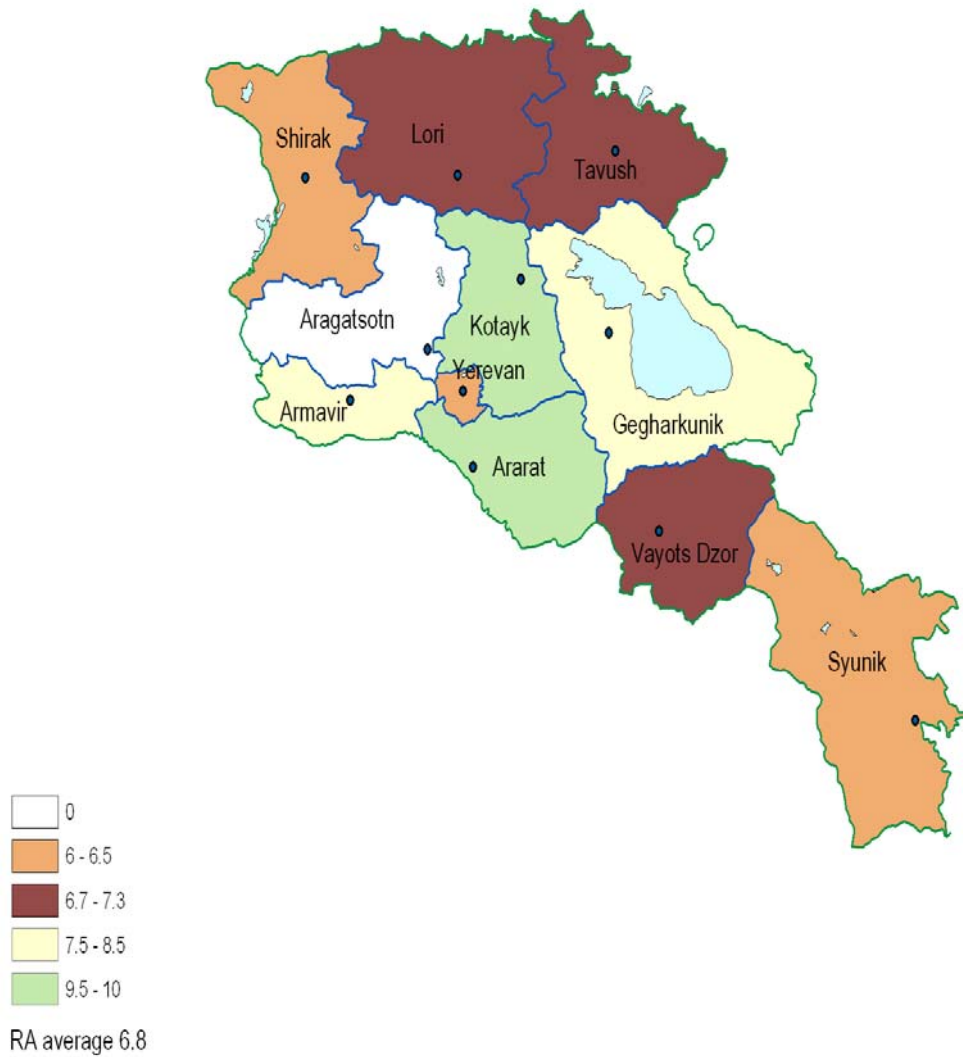 Shirak
Lori
Tavush
Aragatsotn
Kotayk
Yerevan
Armavir
Gegharkunik
Ararat
Vayots Dzor
Syunik
0
6 - 6.5
6.7 - 7.3
7.5 - 8.5
9.5 - 10
RA average 6.8